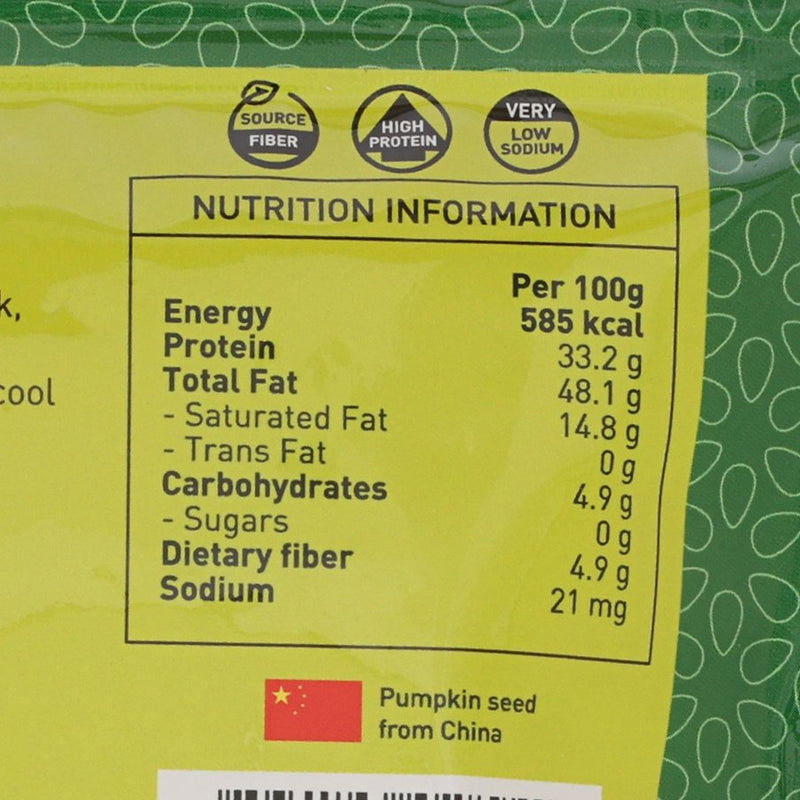 SOURCE
FIBER
HIGH
PROTEIN
VERY
LOW
SODIUM
NUTRITION INFORMATION
Per 100g
Energy 585 kcal
Protein 33.2 g
Total Fat 48.1 g
- Saturated Fat 14.8 g
- Trans Fat 0 g
Carbohydrates 4.9 g
- Sugars 0 g
Dietary fiber 4.9 g
Sodium 21 mg
k,
cool
Pumpkin seed
from China